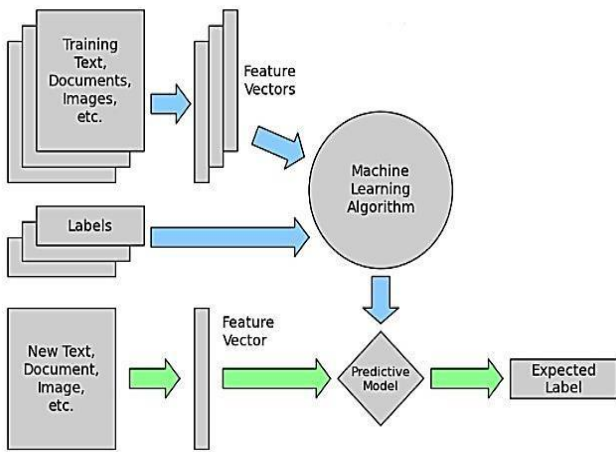 Training
Text,
Documents,
Images,
etc.
Feature
Vectors
Machine
Learning
Algorithm
Labels
New Text,
Document,
Image,
etc.
Feature
Vector
Predictive
Model
Expected
Label